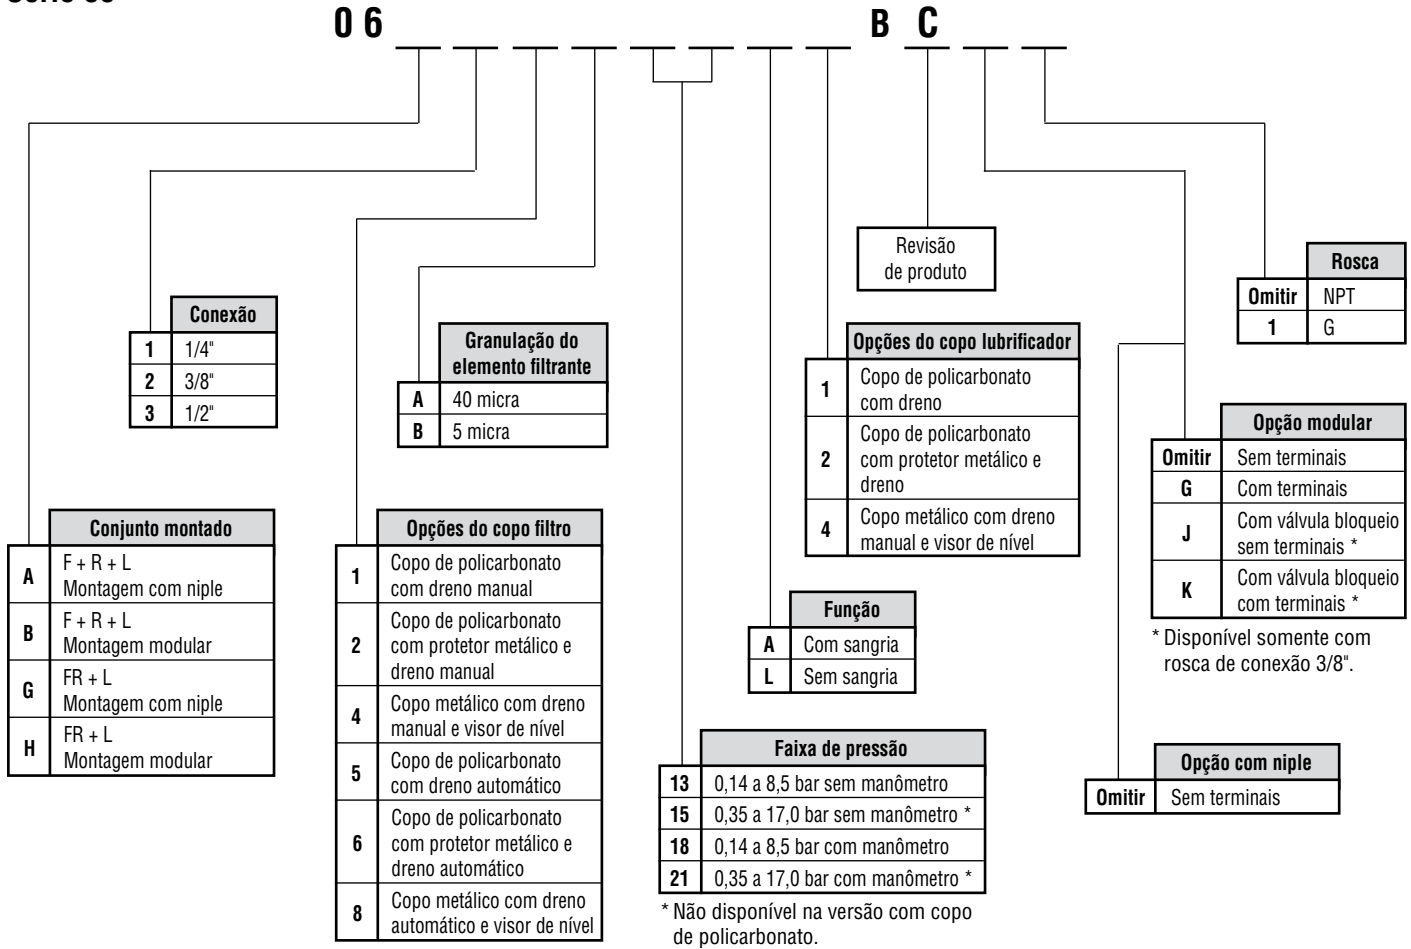 0 6 B C
Revisão
de produto
Rosca
Omitir NPT
1 G
Conexão
1 1/4"
2 3/8"
3 1/2"
Granulação do
elemento filtrante
A 40 micra
B 5 micra
Opções do copo lubrificador
1 Copo de policarbonato
com dreno
2 Copo de policarbonato
com protetor metálico e
dreno
4 Copo metálico com dreno
manual e visor de nível
Opção modular
Omitir Sem terminais
G Com terminais
J Com válvula bloqueio
sem terminais *
K Com válvula bloqueio
com terminais *
* Disponível somente com
rosca de conexão 3/8".
Conjunto montado
A F + R + L
Montagem com niple
B F + R + L
Montagem modular
G FR + L
Montagem com niple
H FR + L
Montagem modular
Opções do copo filtro
1 Copo de policarbonato
com dreno manual
2 Copo de policarbonato
com protetor metálico e
dreno manual
4 Copo metálico com dreno
manual e visor de nível
5 Copo de policarbonato
com dreno automático
6 Copo de policarbonato
com protetor metálico e
dreno automático
8 Copo metálico com dreno
automático e visor de nível
Função
A Com sangria
L Sem sangria
Faixa de pressão
13 0,14 a 8,5 bar sem manômetro
15 0,35 a 17,0 bar sem manômetro *
18 0,14 a 8,5 bar com manômetro
21 0,35 a 17,0 bar com manômetro *
* Não disponível na versão com copo
de policarbonato.
Opção com niple
Omitir Sem terminais